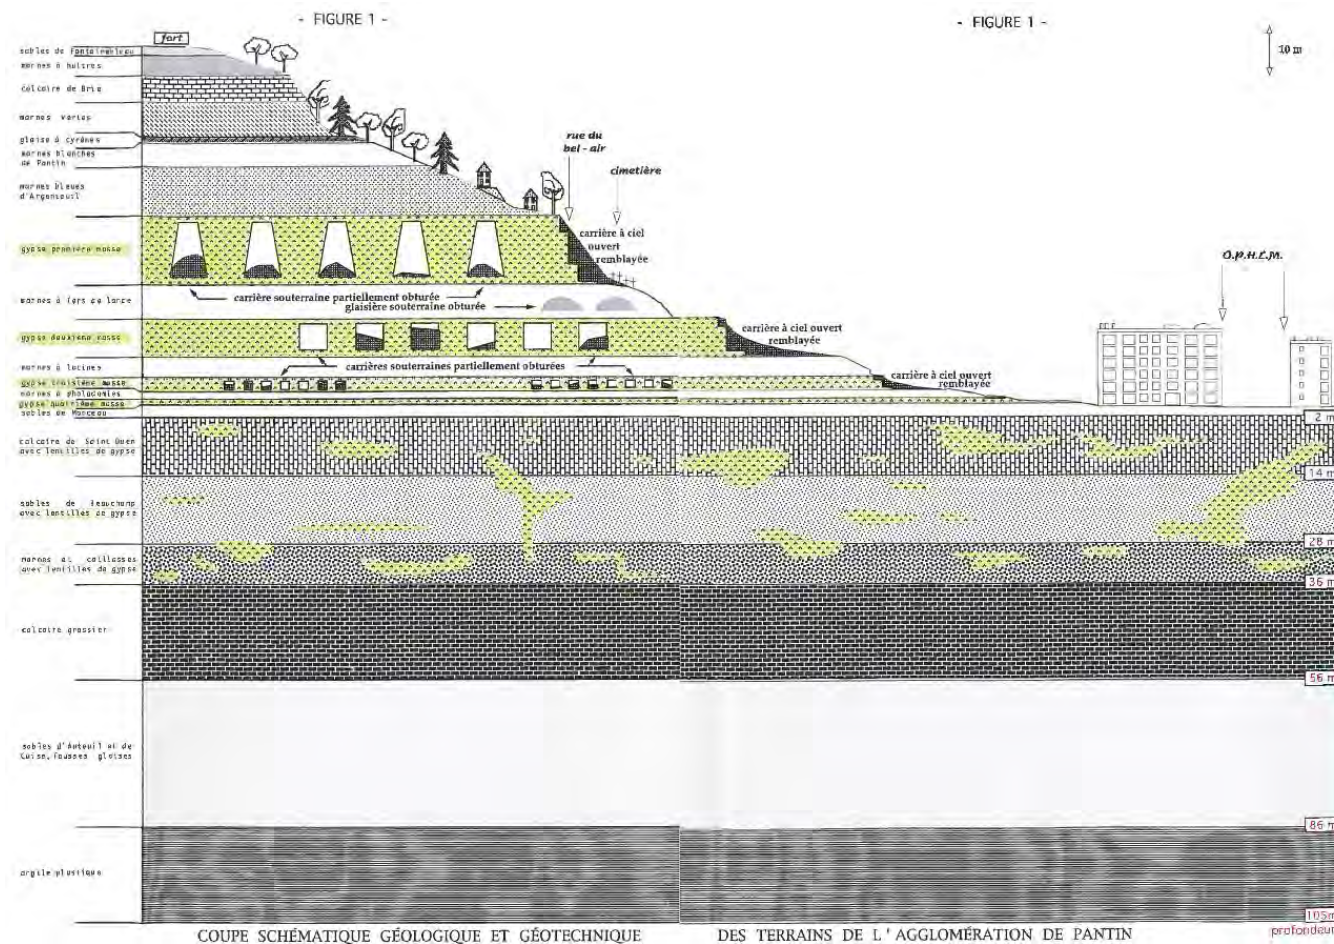 - FIGURE 1 -
- FIGURE 1 -
fort
10 m
sables de Fontainebleau
marnes à huitres
calcaire de Brie
marnes vertes
glaise à cyrènes
marnes blanches
de Pantin
marnes bleues
d'Argenteuil
gypse première masse
marnes à fers de lance
gypse deuxième masse
marnes à lucines
gypse troisième masse
marnes à pholadomies
gypse quatrième masse
sables de Monceau
calcaire de Saint Ouen
avec lentilles de gypse
sables de Beauchamp
avec lentilles de gypse
marnes et caillasses
avec lentilles de gypse
calcaire grossier
sables d'Auteuil et de
Cuise, fausses glaises
argile plastique
rue du
bel - air
cimetière
carrière à ciel
ouvert
remblayée
carrière souterraine partiellement obturée
glaisière souterraine obturée
carrière à ciel ouvert
remblayée
carrières souterraines partiellement obturées
carrière à ciel ouvert
remblayée
O.P.H.L.M.
2 m
14 m
28 m
36 m
56 m
86 m
105m
profondeur
COUPE SCHÉMATIQUE GÉOLOGIQUE ET GÉOTECHNIQUE DES TERRAINS DE L'AGGLOMÉRATION DE PANTIN